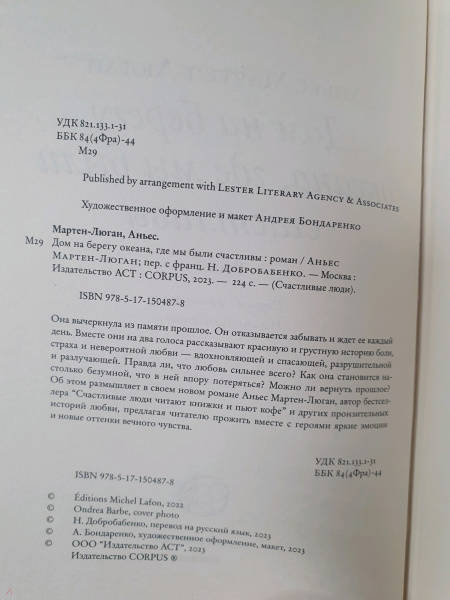 УДК 821.133.1-31
ББК 84(4Фра)-44
М29
Published by arrangement with Lester Literary Agency & Associates
Художественное оформление и макет Андрея Бондаренко
Мартен-Люган, Аньес.
М29 Дом на берегу океана, где мы были счастливы : роман / Аньес
Мартен-Люган; пер. с франц. Н. Добробабенко. — Москва :
Издательство АСТ : CORPUS, 2023. — 224 с. — (Счастливые люди).
ISBN 978-5-17-150487-8
Она вычеркнула из памяти прошлое. Он отказывается забывать и ждет ее каждый
день. Вместе они на два голоса рассказывают красивую и грустную историю боли,
страха и невероятной любви — вдохновляющей и спасающей, разрушительной
и разлучающей. Правда ли, что любовь сильнее всего? Как она становится на-
столько безумной, что в ней впору потеряться? Можно ли вернуть прошлое?
Об этом размышляет в своем новом романе Аньес Мартен-Люган, автор бестсел-
лера “Счастливые люди читают книжки и пьют кофе” и других пронзительных
историй любви, предлагая читателю прожить вместе с героями яркие эмоции
и новые оттенки вечного чувства.
УДК 821.133.1-31
ББК 84(4Фра)-44
ISBN 978-5-17-150487-8
© Éditions Michel Lafon, 2022
© Ondrea Barbe, cover photo
© Н. Добробабенко, перевод на русский язык, 2023
© А. Бондаренко, художественное оформление, макет, 2023
© ООО “Издательство АСТ”, 2023
Издательство CORPUS ®